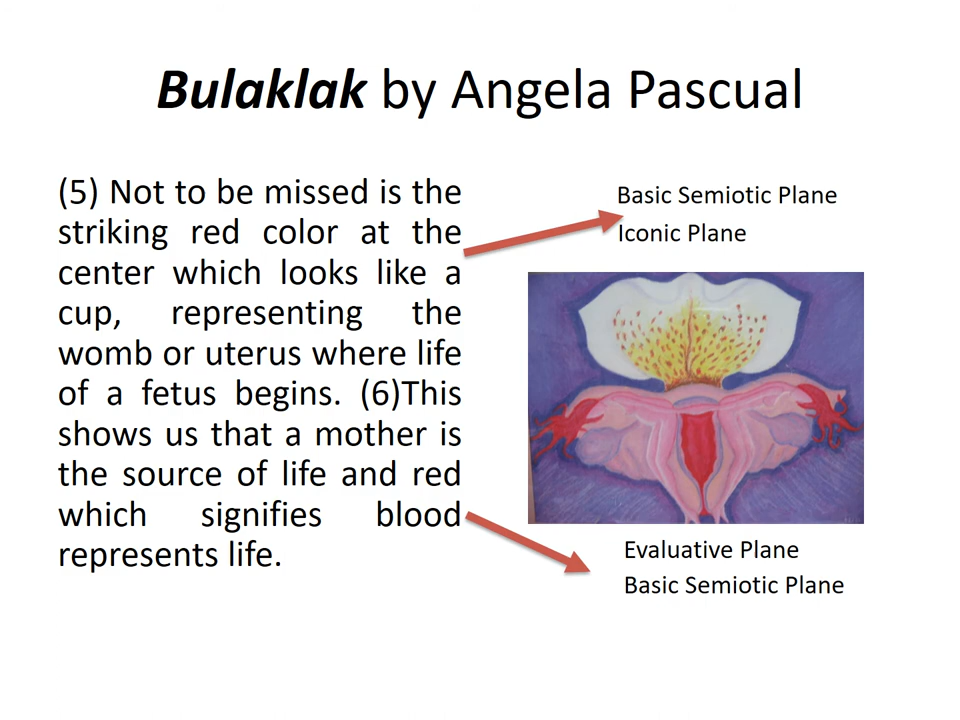 Bulaklak by Angela Pascual
(5) Not to be missed is the
striking red color at the
center which looks like a
cup, representing the
womb or uterus where life
of a fetus begins. (6)This
shows us that a mother is
the source of life and red
which signifies blood
represents life.
Basic Semiotic Plane
Iconic Plane
Evaluative Plane
Basic Semiotic Plane